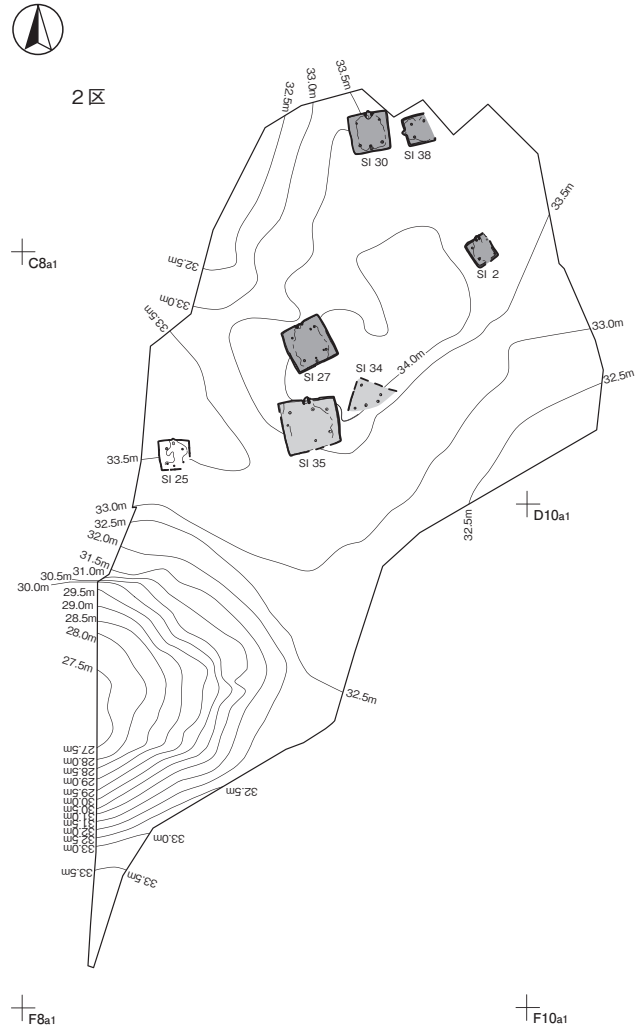 2区
32.5m
33.0m
33.5m
SI 30
SI 38
33.5m
C8a1
32.5m
SI 2
33.0m
33.5m
33.0m
SI 27
SI 34
34.0m
32.5m
33.5m
SI 35
SI 25
33.0m
D10a1
32.5m
32.5m
32.0m
31.5m
31.0m
30.5m
30.0m
29.5m
29.0m
28.5m
28.0m
27.5m
32.5m
27.5m
28.0m
28.5m
29.0m
29.5m
30.0m
30.5m
31.0m
31.5m
32.0m
32.5m
33.0m
32.5m
33.0m
33.5m
33.5m
F8a1
F10a1